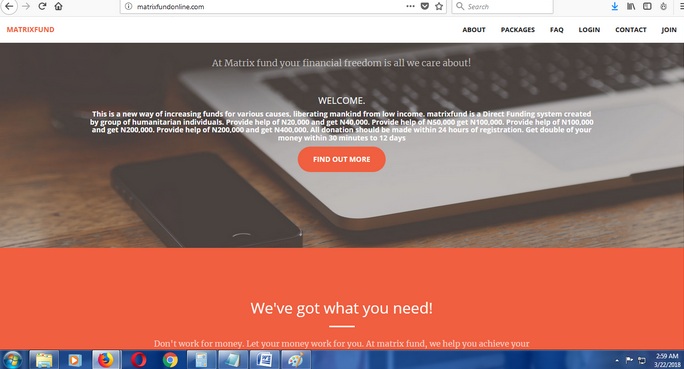 matrixfundonline.com
Search
MATRIXFUND
ABOUT PACKAGES FAQ LOGIN CONTACT JOIN
At Matrix fund your financial freedom is all we care about!
WELCOME.
This is a new way of increasing funds for various causes, liberating mankind from low income. matrixfund is a Direct Funding system created
by group of humanitarian individuals. Provide help of N20,000 and get N40,000. Provide help of N50,000 get N100,000. Provide help of N100,000
and get N200,000. Provide help of N200,000 and get N400,000. All donation should be made within 24 hours of registration. Get double of your
money within 30 minutes to 12 days
FIND OUT MORE
We've got what you need!
Don't work for money. Let your money work for you. At matrix fund, we help you achieve your
2:59 AM
3/22/2018